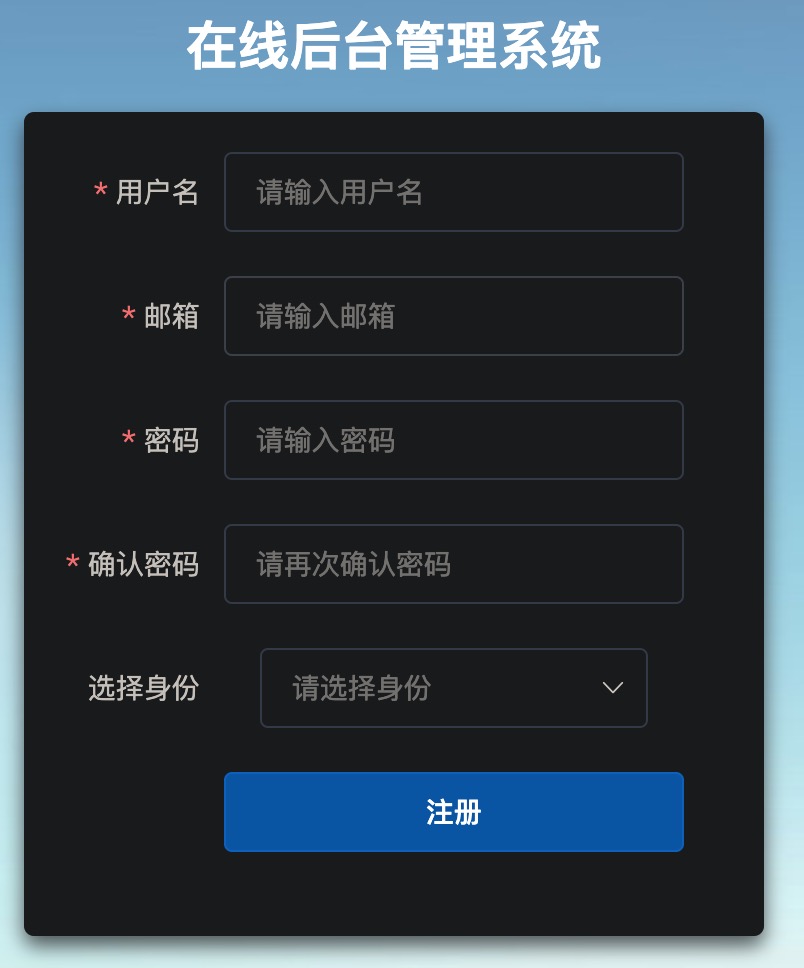 在线后台管理系统
* 用户名 请输入用户名
* 邮箱 请输入邮箱
* 密码 请输入密码
* 确认密码 请再次确认密码
选择身份 请选择身份
注册